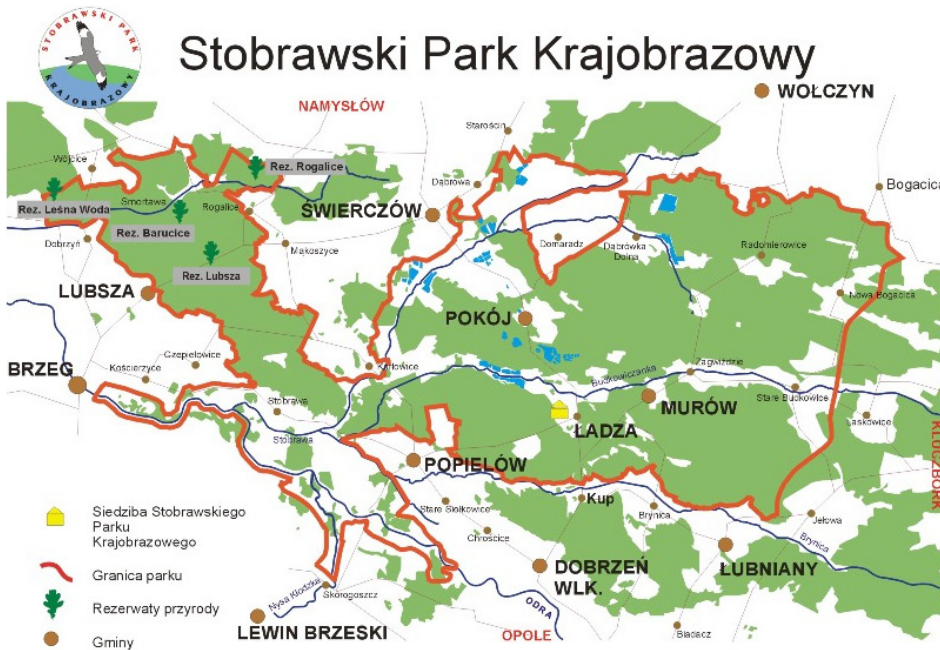 STOBRAWSKI PARK
KRAJOBRAZOWY
Stobrawski Park Krajobrazowy
WOŁCZYN
NAMYSŁÓW
Starościn
Wójcice
Rez. Rogalice
Dąbrowa
Bogacica
Rez. Leśna Woda
Smortawa
Rogalice
ŚWIERCZÓW
Rez. Barucice
Dobrzyń
Majkoszyce
Domaradz
Dąbrówka
Dolna
Radomierowice
Rez. Lubsza
LUBSZA
Nowa Bogacica
POKÓJ
Czepielowice
Karłowice
Zagwiździe
BRZEG
Kościerzyce
Budkowiczanka
Stare Budkowice
MURÓW
Stobrawa
Laskowice
ŁADZA
KLUCZBORK
Stobrawa
POPIELÓW
Siedziba Stobrawskiego
Parku
Krajobrazowego
Kup
Stare Siołkowice
Brynica
Jełowa
Chrościce
Brynica
Granica parku
DOBRZEŃ
WLK.
ŁUBNIANY
Nysa Kłodzka
Skorogoszcz
ODRA
Rezerwaty przyrody
LEWIN BRZESKI
OPOLE
Biadacz
Gminy